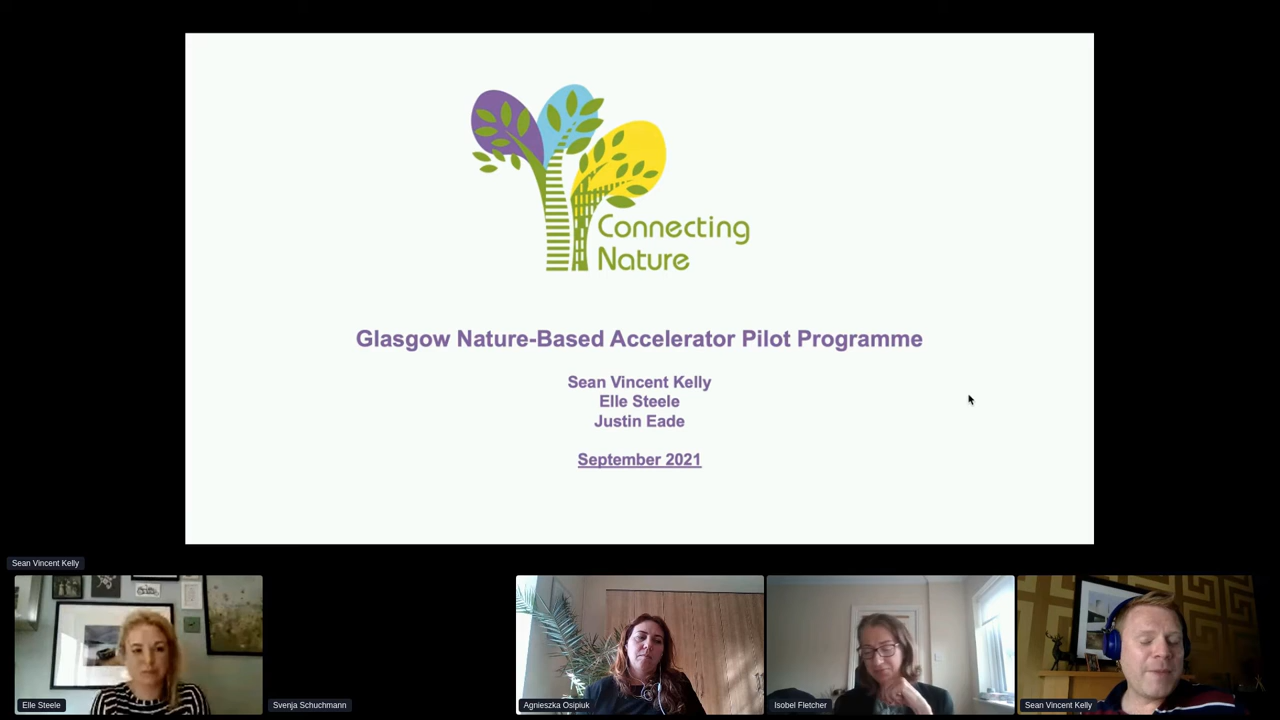 Connecting
Nature
Glasgow Nature-Based Accelerator Pilot Programme
Sean Vincent Kelly
Elle Steele
Justin Eade
September 2021
Sean Vincent Kelly
Elle Steele
Svenja Schuchmann
Agnieszka Osipiuk
Isobel Fletcher
Sean Vincent Kelly